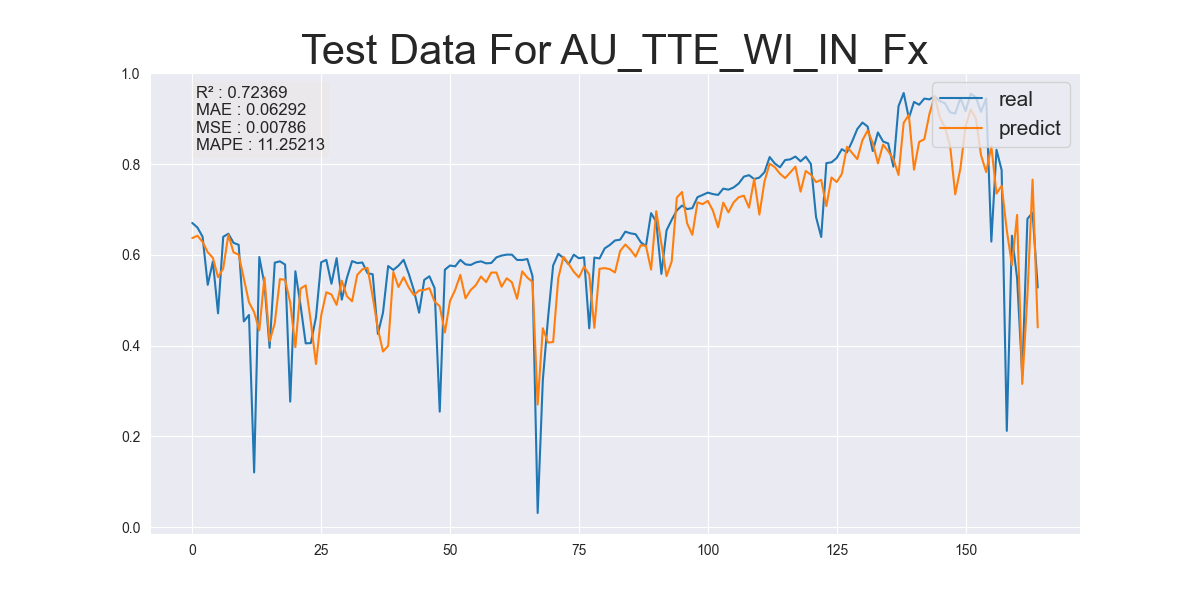 Test Data For AU_TTE_WI_IN_Fx
1.0
R² : 0.72369
MAE : 0.06292
MSE : 0.00786
MAPE : 11.25213
real
predict
0.8
0.6
0.4
0.2
0.0
0 25 50 75 100 125 150